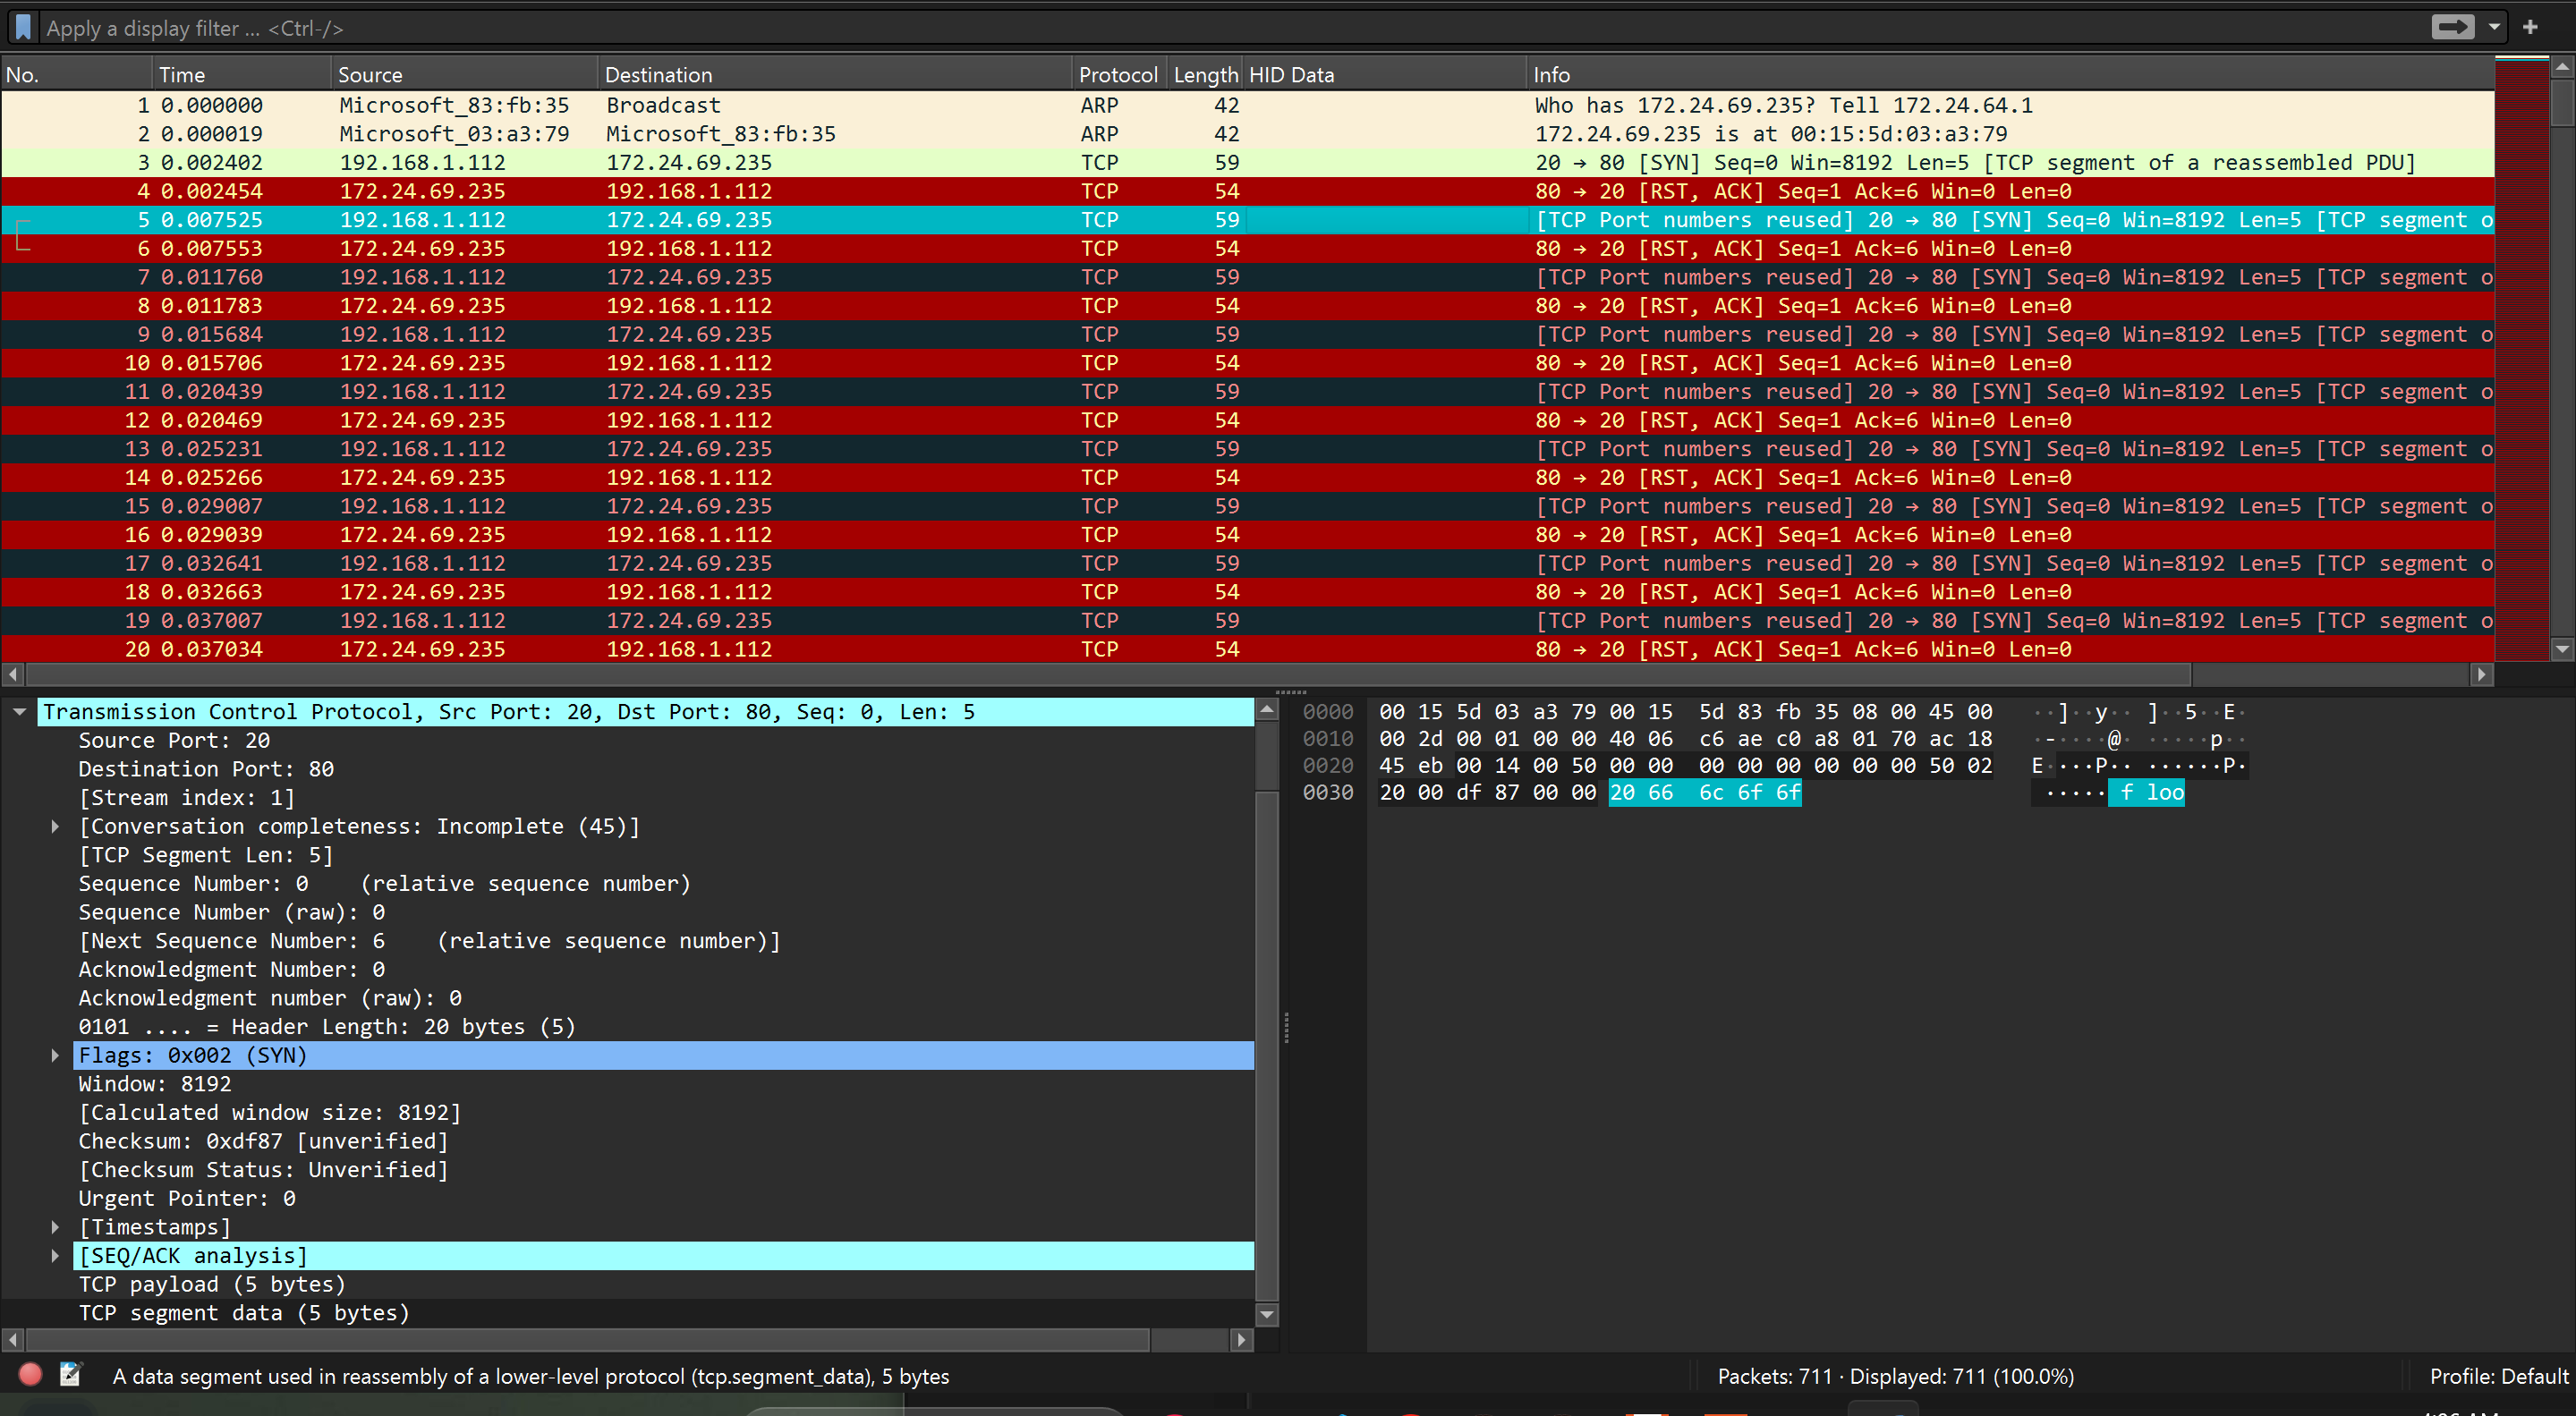 Apply a display filter ... <Ctrl-/>
No. Time Source Destination Protocol Length HID Data Info
1 0.000000 Microsoft_83:fb:35 Broadcast ARP 42 Who has 172.24.69.235? Tell 172.24.64.1
2 0.000019 Microsoft_03:a3:79 Microsoft_83:fb:35 ARP 42 172.24.69.235 is at 00:15:5d:03:a3:79
3 0.002402 192.168.1.112 172.24.69.235 TCP 59 20 → 80 [SYN] Seq=0 Win=8192 Len=5 [TCP segment of a reassembled PDU]
4 0.002454 172.24.69.235 192.168.1.112 TCP 54 80 → 20 [RST, ACK] Seq=1 Ack=6 Win=0 Len=0
5 0.007525 192.168.1.112 172.24.69.235 TCP 59 [TCP Port numbers reused] 20 → 80 [SYN] Seq=0 Win=8192 Len=5 [TCP segment o
6 0.007553 172.24.69.235 192.168.1.112 TCP 54 80 → 20 [RST, ACK] Seq=1 Ack=6 Win=0 Len=0
7 0.011760 192.168.1.112 172.24.69.235 TCP 59 [TCP Port numbers reused] 20 → 80 [SYN] Seq=0 Win=8192 Len=5 [TCP segment o
8 0.011783 172.24.69.235 192.168.1.112 TCP 54 80 → 20 [RST, ACK] Seq=1 Ack=6 Win=0 Len=0
9 0.015684 192.168.1.112 172.24.69.235 TCP 59 [TCP Port numbers reused] 20 → 80 [SYN] Seq=0 Win=8192 Len=5 [TCP segment o
10 0.015706 172.24.69.235 192.168.1.112 TCP 54 80 → 20 [RST, ACK] Seq=1 Ack=6 Win=0 Len=0
11 0.020439 192.168.1.112 172.24.69.235 TCP 59 [TCP Port numbers reused] 20 → 80 [SYN] Seq=0 Win=8192 Len=5 [TCP segment o
12 0.020469 172.24.69.235 192.168.1.112 TCP 54 80 → 20 [RST, ACK] Seq=1 Ack=6 Win=0 Len=0
13 0.025231 192.168.1.112 172.24.69.235 TCP 59 [TCP Port numbers reused] 20 → 80 [SYN] Seq=0 Win=8192 Len=5 [TCP segment o
14 0.025266 172.24.69.235 192.168.1.112 TCP 54 80 → 20 [RST, ACK] Seq=1 Ack=6 Win=0 Len=0
15 0.029007 192.168.1.112 172.24.69.235 TCP 59 [TCP Port numbers reused] 20 → 80 [SYN] Seq=0 Win=8192 Len=5 [TCP segment o
16 0.029039 172.24.69.235 192.168.1.112 TCP 54 80 → 20 [RST, ACK] Seq=1 Ack=6 Win=0 Len=0
17 0.032641 192.168.1.112 172.24.69.235 TCP 59 [TCP Port numbers reused] 20 → 80 [SYN] Seq=0 Win=8192 Len=5 [TCP segment o
18 0.032663 172.24.69.235 192.168.1.112 TCP 54 80 → 20 [RST, ACK] Seq=1 Ack=6 Win=0 Len=0
19 0.037007 192.168.1.112 172.24.69.235 TCP 59 [TCP Port numbers reused] 20 → 80 [SYN] Seq=0 Win=8192 Len=5 [TCP segment o
20 0.037034 172.24.69.235 192.168.1.112 TCP 54 80 → 20 [RST, ACK] Seq=1 Ack=6 Win=0 Len=0
Transmission Control Protocol, Src Port: 20, Dst Port: 80, Seq: 0, Len: 5
Source Port: 20
Destination Port: 80
[Stream index: 1]
[Conversation completeness: Incomplete (45)]
[TCP Segment Len: 5]
Sequence Number: 0 (relative sequence number)
Sequence Number (raw): 0
[Next Sequence Number: 6 (relative sequence number)]
Acknowledgment Number: 0
Acknowledgment number (raw): 0
0101 .... = Header Length: 20 bytes (5)
Flags: 0x002 (SYN)
Window: 8192
[Calculated window size: 8192]
Checksum: 0xdf87 [unverified]
[Checksum Status: Unverified]
Urgent Pointer: 0
[Timestamps]
[SEQ/ACK analysis]
TCP payload (5 bytes)
TCP segment data (5 bytes)
0000 00 15 5d 03 a3 79 00 15 5d 83 fb 35 08 00 45 00 ··]··y·· ]··5··E·
0010 00 2d 00 01 00 00 40 06 c6 ae c0 a8 01 70 ac 18 ·-····@· ·····p··
0020 45 eb 00 14 00 50 00 00 00 00 00 00 00 00 50 02 E····P·· ······P·
0030 20 00 df 87 00 00 20 66 6c 6f 6f ····· f loo
A data segment used in reassembly of a lower-level protocol (tcp.segment_data), 5 bytes
Packets: 711 · Displayed: 711 (100.0%)
Profile: Default